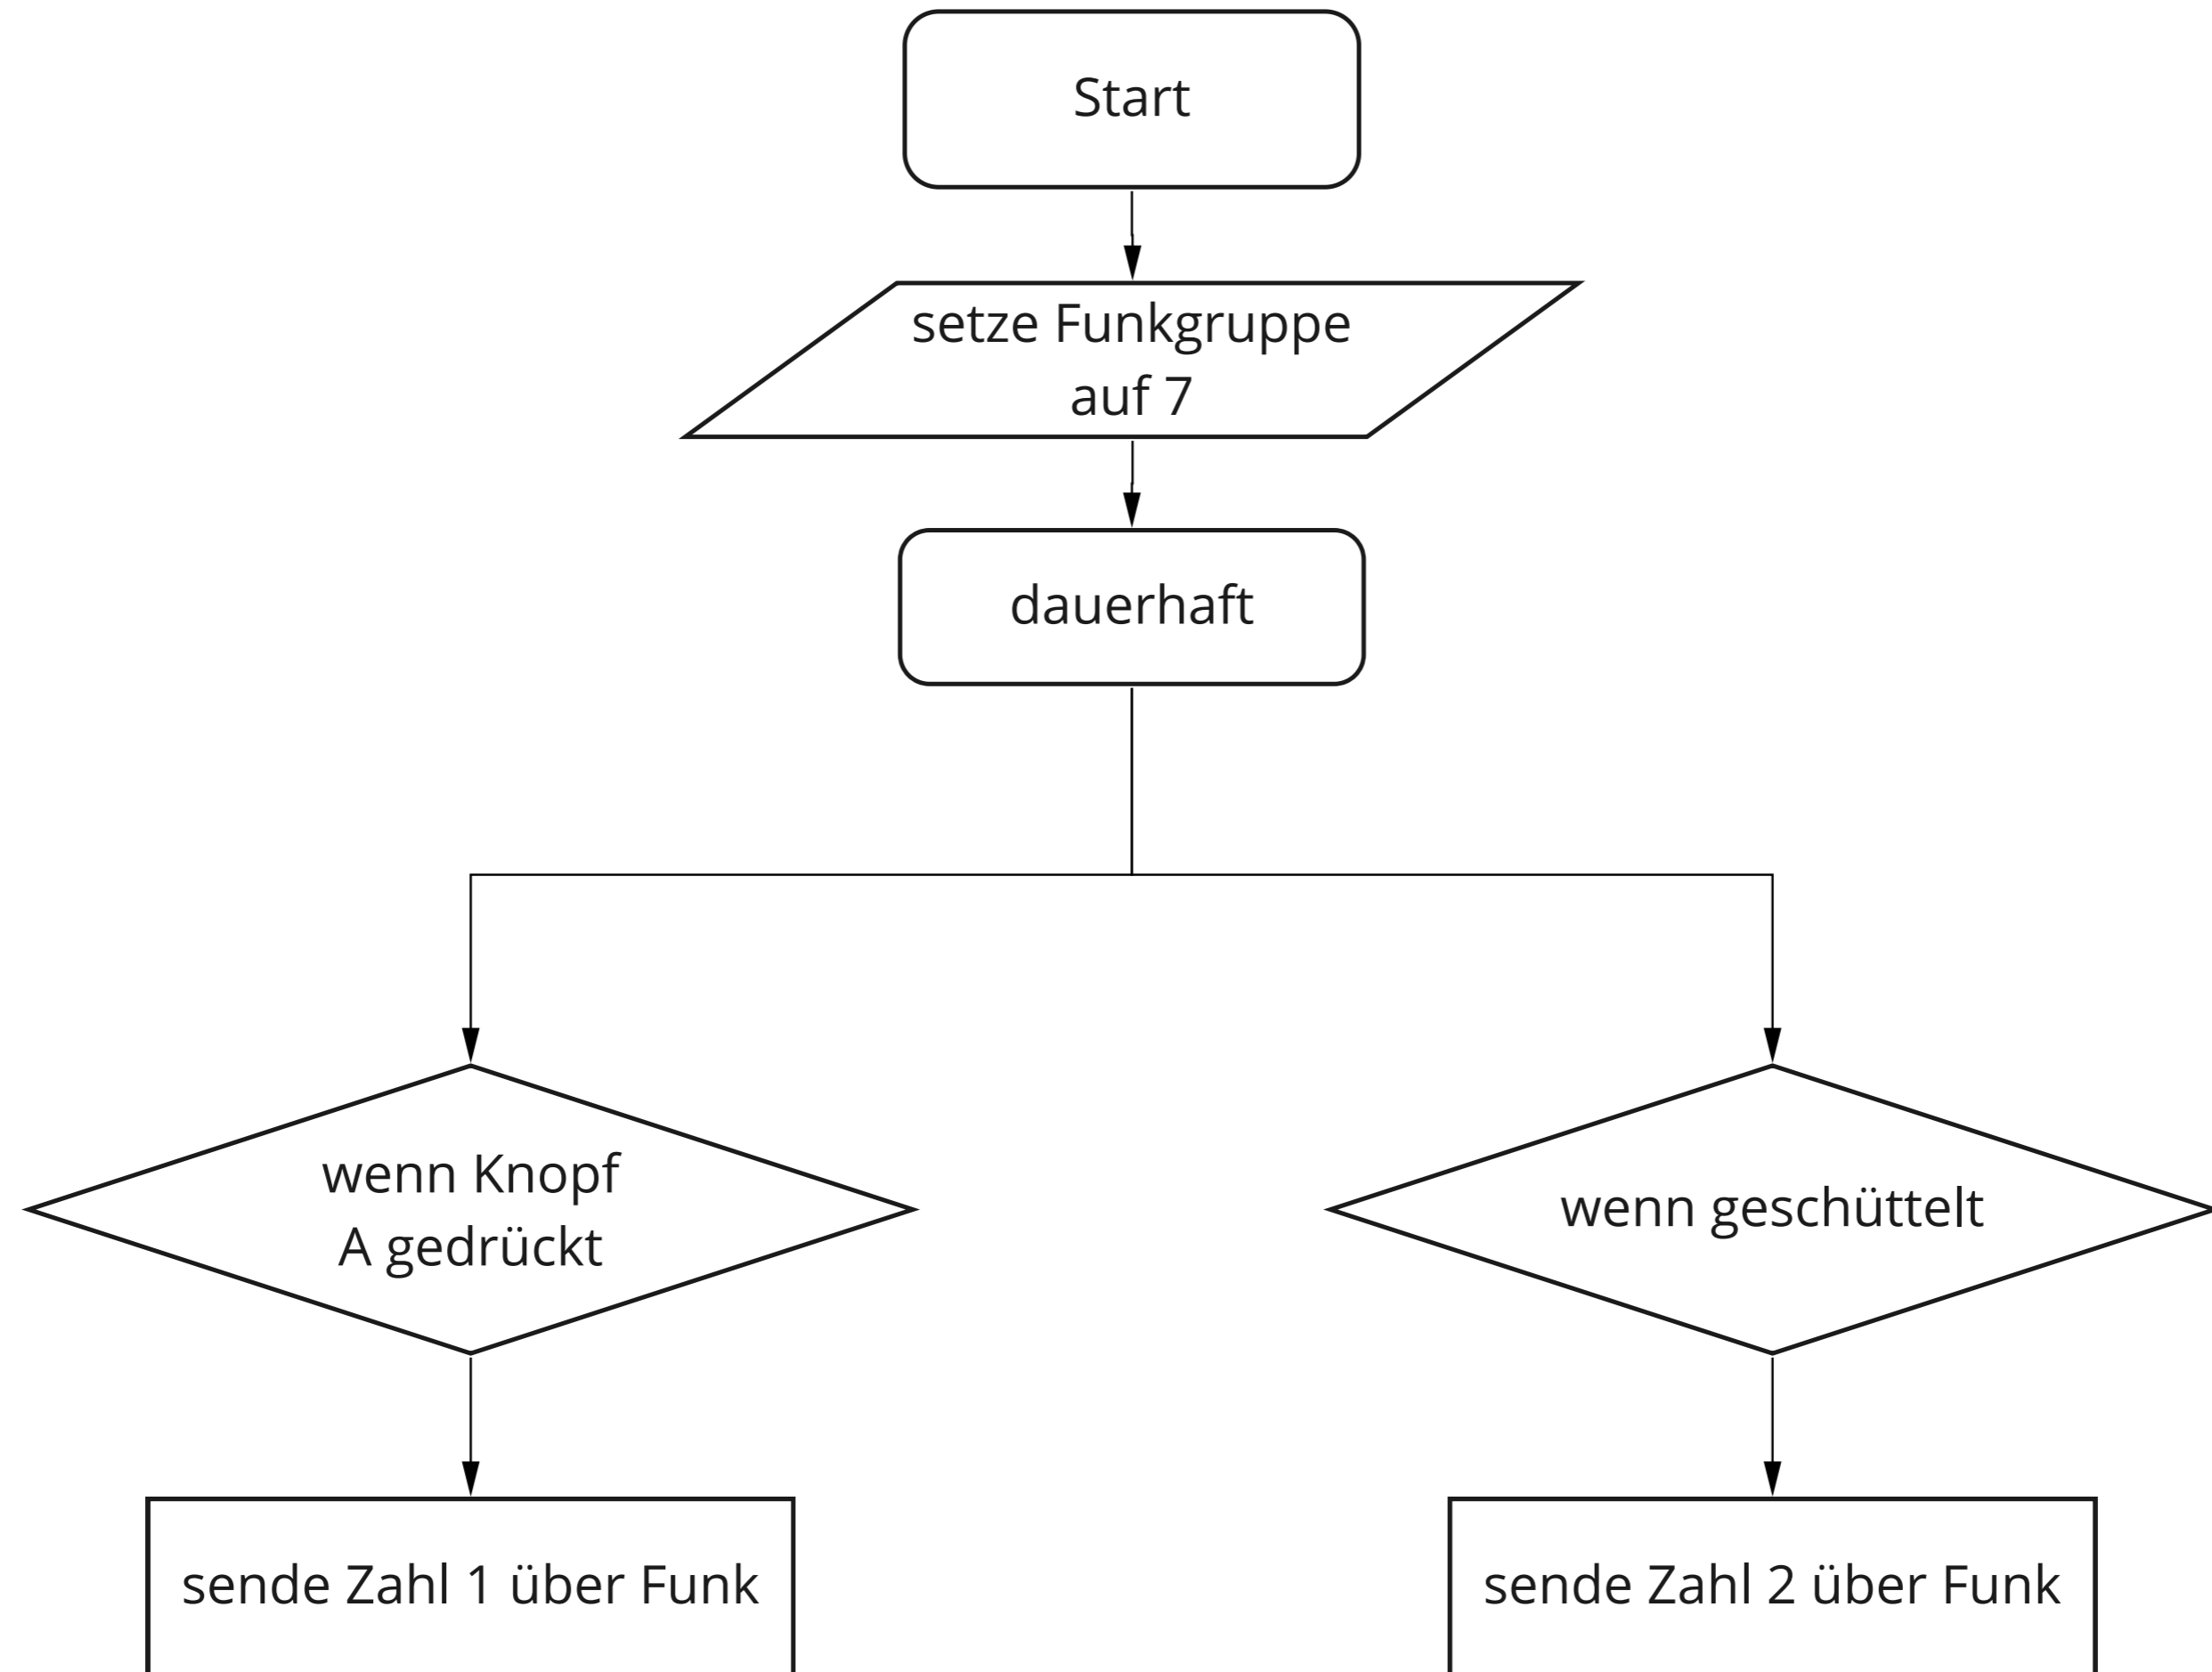 Start
setze Funkgruppe
auf 7
dauerhaft
wenn Knopf
A gedrückt
wenn geschüttelt
sende Zahl 1 über Funk
sende Zahl 2 über Funk